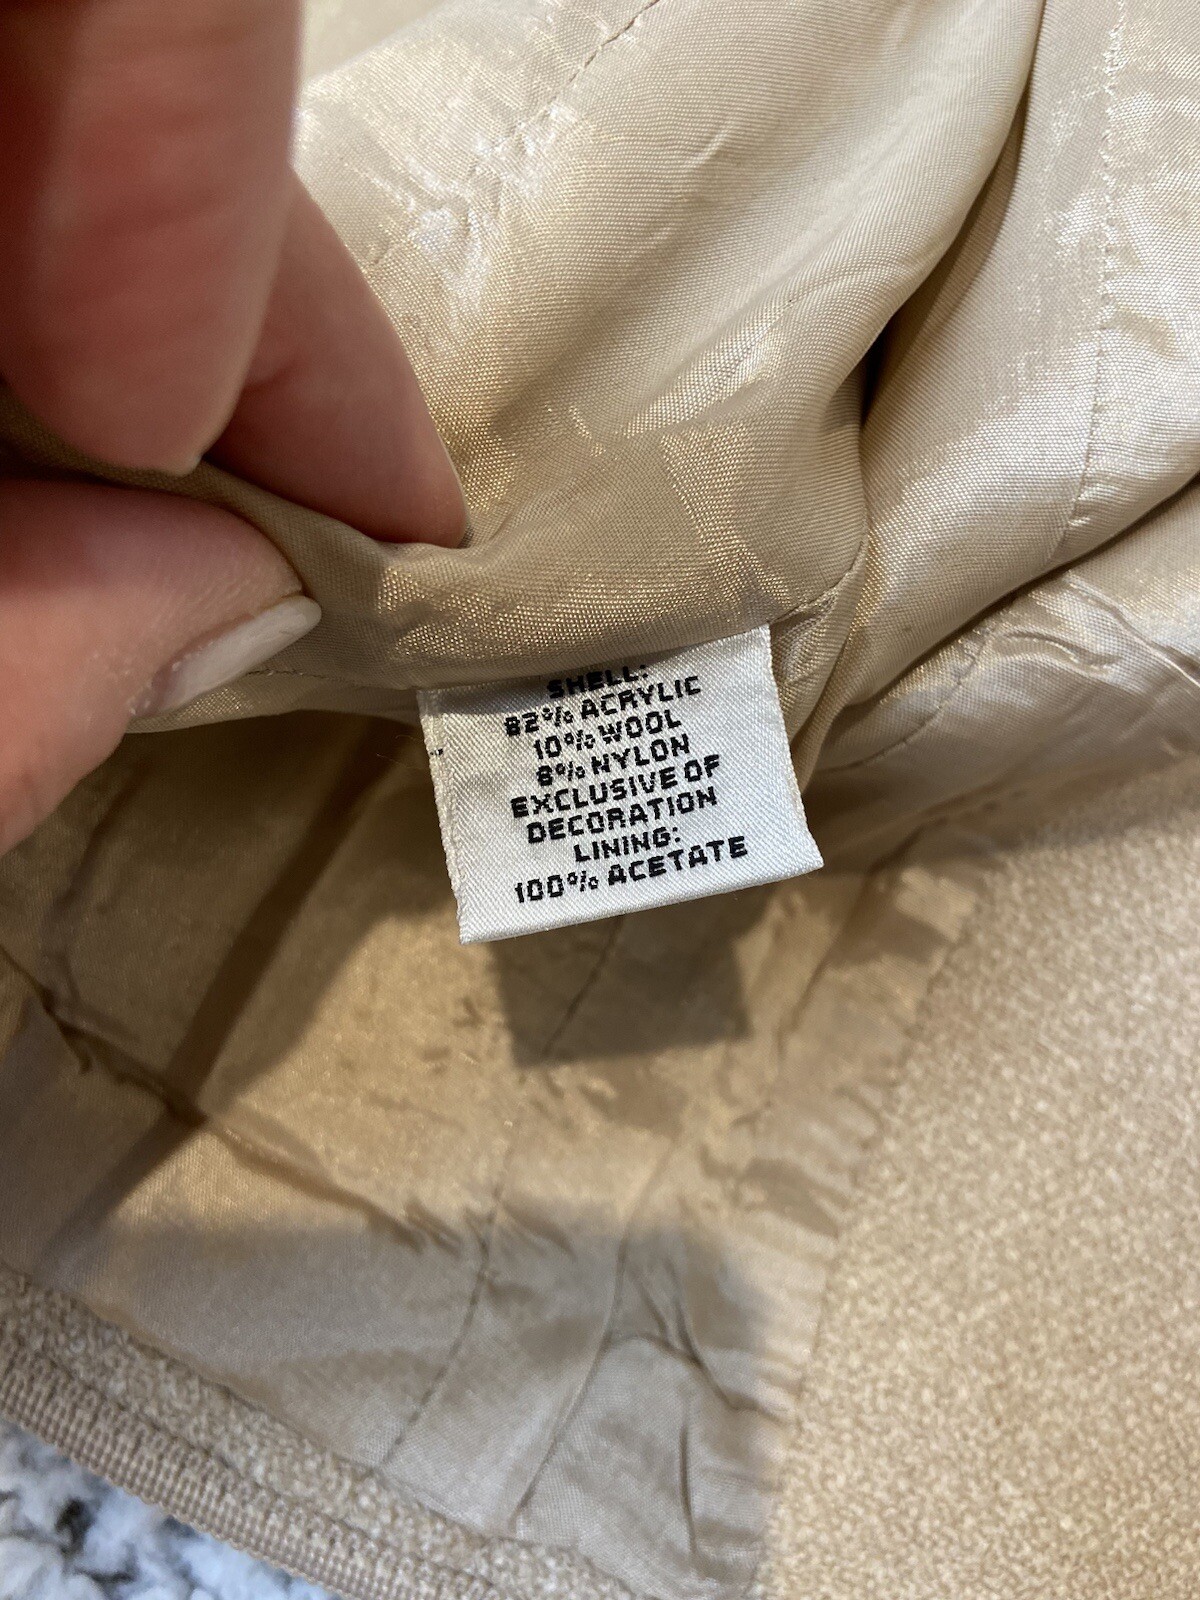 SHELL:
82% ACRYLIC
10% WOOL
8% NYLON
EXCLUSIVE OF
DECORATION
LINING:
100% ACETATE